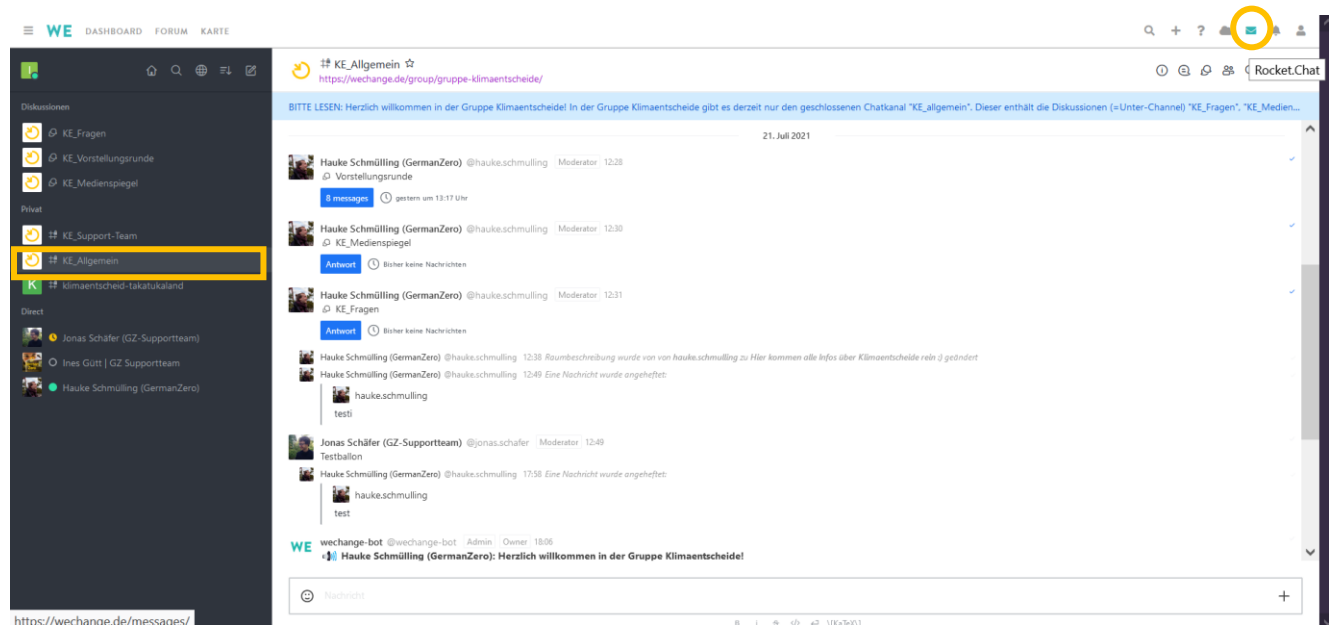 WE DASHBOARD FORUM KARTE
Rocket.Chat
Diskussionen
KE_Fragen
KE_Vorstellungsrunde
KE_Medienspiegel
Privat
KE_Support-Team
KE_Allgemein
K klimaentscheid-takatukaland
Direct
Jonas Schäfer (GZ-Supportteam)
Ines Gütt | GZ Supportteam
Hauke Schmülling (GermanZero)
https://wechange.de/messages/
KE_Allgemein
https://wechange.de/group/gruppe-klimaentscheide/
BITTE LESEN: Herzlich willkommen in der Gruppe Klimaentscheide! In der Gruppe Klimaentscheide gibt es derzeit nur den geschlossenen Chatkanal "KE_allgemein". Dieser enthält die Diskussionen (=Unter-Channel) "KE_Fragen", "KE_Medien...
21. Juli 2021
Hauke Schmülling (GermanZero) @hauke.schmulling Moderator 12:28
Vorstellungsrunde
8 messages gestern um 13:17 Uhr
Hauke Schmülling (GermanZero) @hauke.schmulling Moderator 12:30
KE_Medienspiegel
Antwort Bisher keine Nachrichten
Hauke Schmülling (GermanZero) @hauke.schmulling Moderator 12:31
KE_Fragen
Antwort Bisher keine Nachrichten
Hauke Schmülling (GermanZero) @hauke.schmulling 12:38 Raumbeschreibung wurde von von hauke.schmulling zu Hier kommen alle Infos über Klimaentscheide rein :) geändert
Hauke Schmülling (GermanZero) @hauke.schmulling 12:49 Eine Nachricht wurde angeheftet:
hauke.schmulling
testi
Jonas Schäfer (GZ-Supportteam) @jonas.schafer Moderator 12:49
Testballon
Hauke Schmülling (GermanZero) @hauke.schmulling 17:58 Eine Nachricht wurde angeheftet:
hauke.schmulling
test
WE wechange-bot @wechange-bot Admin Owner 18:06
Hauke Schmülling (GermanZero): Herzlich willkommen in der Gruppe Klimaentscheide!
Nachricht